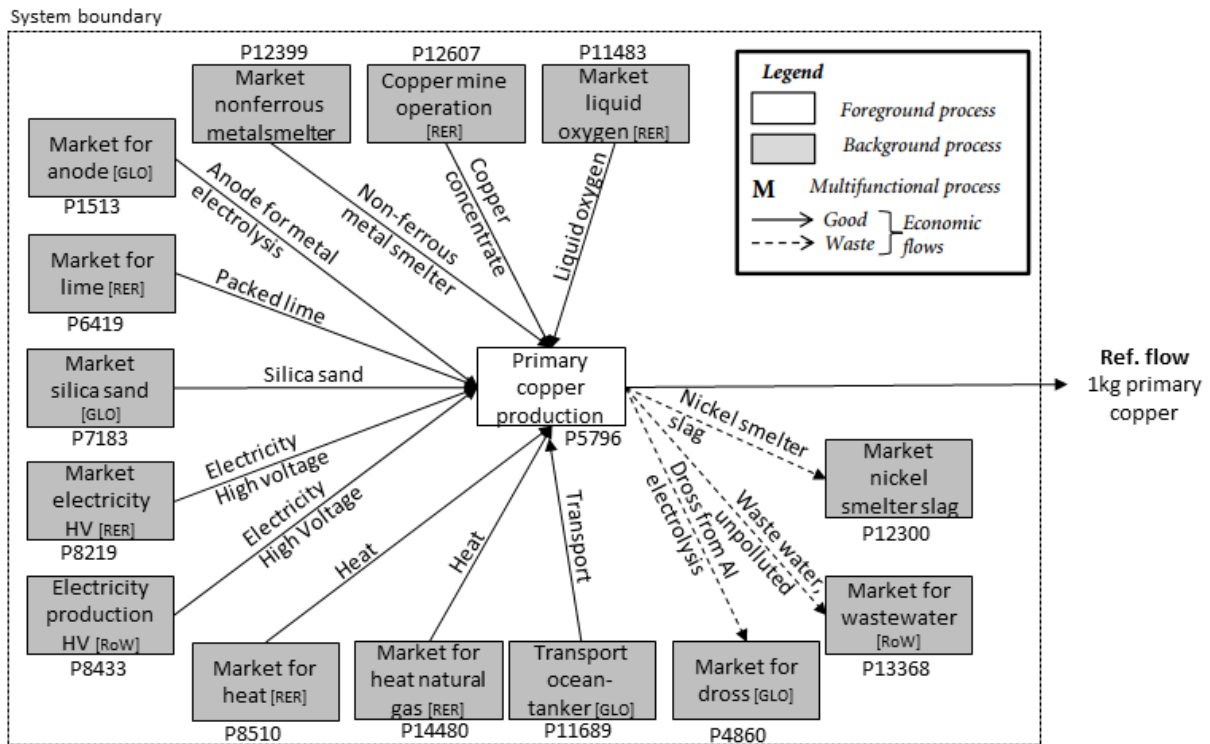 System boundary
P12399
Market
nonferrous
metalsmelter
P12607
Copper mine
operation
[RER]
P11483
Market
liquid
oxygen [RER]
Legend
Foreground process
Background process
M Multifunctional process
Good
Waste
Economic
flows
Market for
anode [GLO]
P1513
Anode for metal
electrolysis
Non-ferrous
metal smelter
Copper
concentrate
Liquid oxygen
Market for
lime [RER]
P6419
Packed lime
Market
silica sand
[GLO]
P7183
Silica sand
Primary
copper
production
P5796
Ref. flow
1kg primary
copper
Market
electricity
HV [RER]
P8219
Electricity
High voltage
Electricity
High Voltage
Electricity
production
HV [RoW]
P8433
Heat
Heat
Transport
Nickel smelter
slag
Dross from Al
electrolysis
Waste water,
unpolluted
Market
nickel
smelter slag
P12300
Market for
wastewater
[RoW]
P13368
Market for
heat [RER]
P8510
Market for
heat natural
gas [RER]
P14480
Transport
ocean-
tanker [GLO]
P11689
Market for
dross [GLO]
P4860